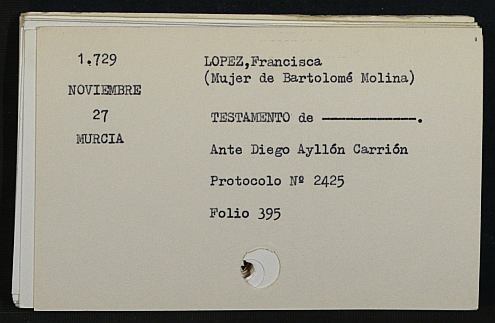 1.729
NOVIEMBRE
27
MURCIA
LOPEZ,Francisca
(Mujer de Bartolomé Molina)
TESTAMENTO de ————————————.
Ante Diego Ayllón Carrión
Protocolo Nº 2425
Folio 395